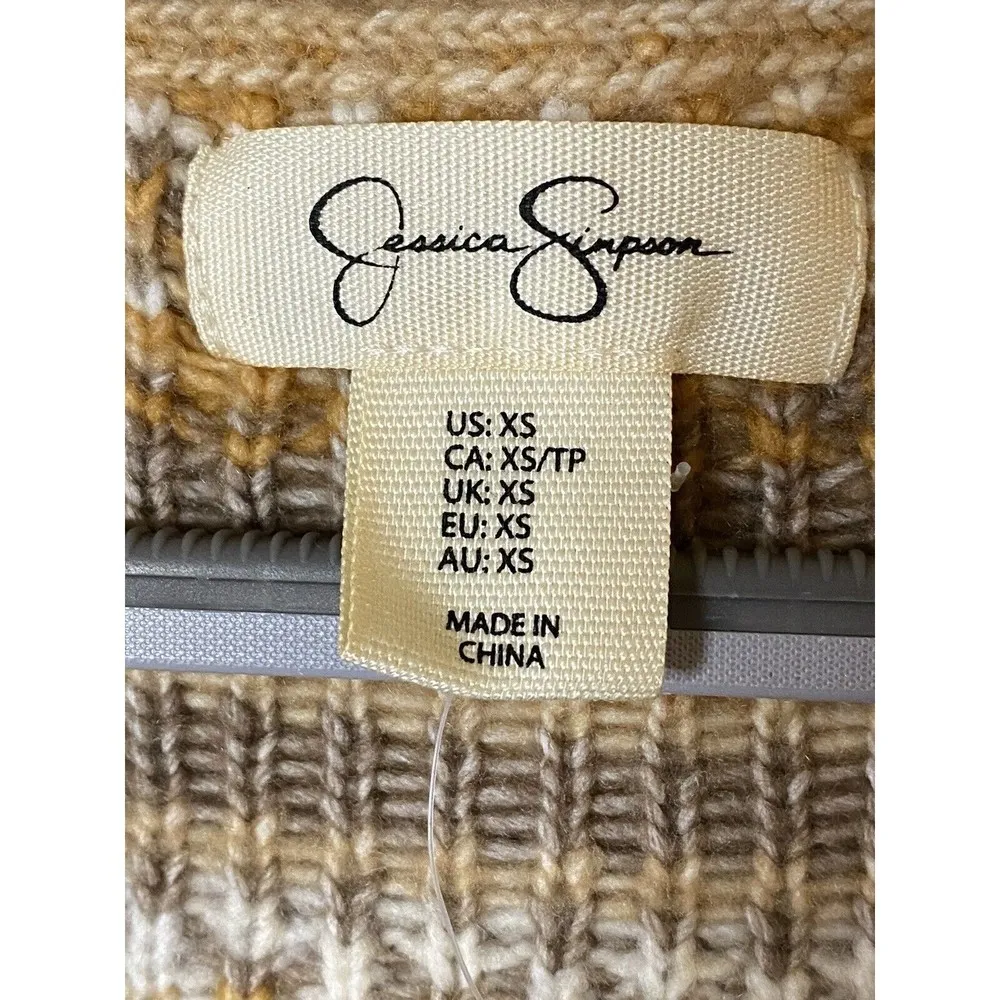 Jessica Simpson
US: XS
CA: XS/TP
UK: XS
EU: XS
AU: XS
MADE IN
CHINA